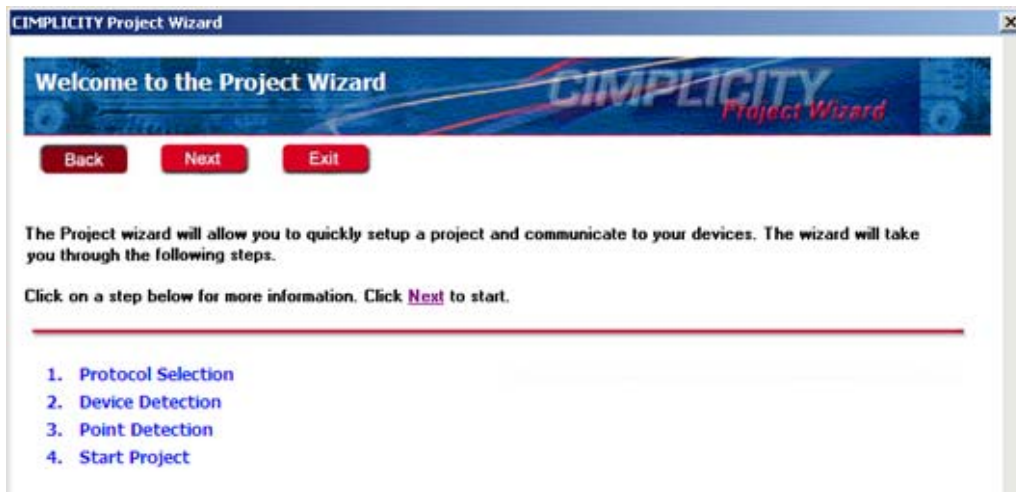 CIMPLICITY Project Wizard
Welcome to the Project Wizard
CIMPLICITY
Project Wizard
Back Next Exit
The Project wizard will allow you to quickly setup a project and communicate to your devices. The wizard will take
you through the following steps.
Click on a step below for more information. Click Next to start.
1. Protocol Selection
2. Device Detection
3. Point Detection
4. Start Project